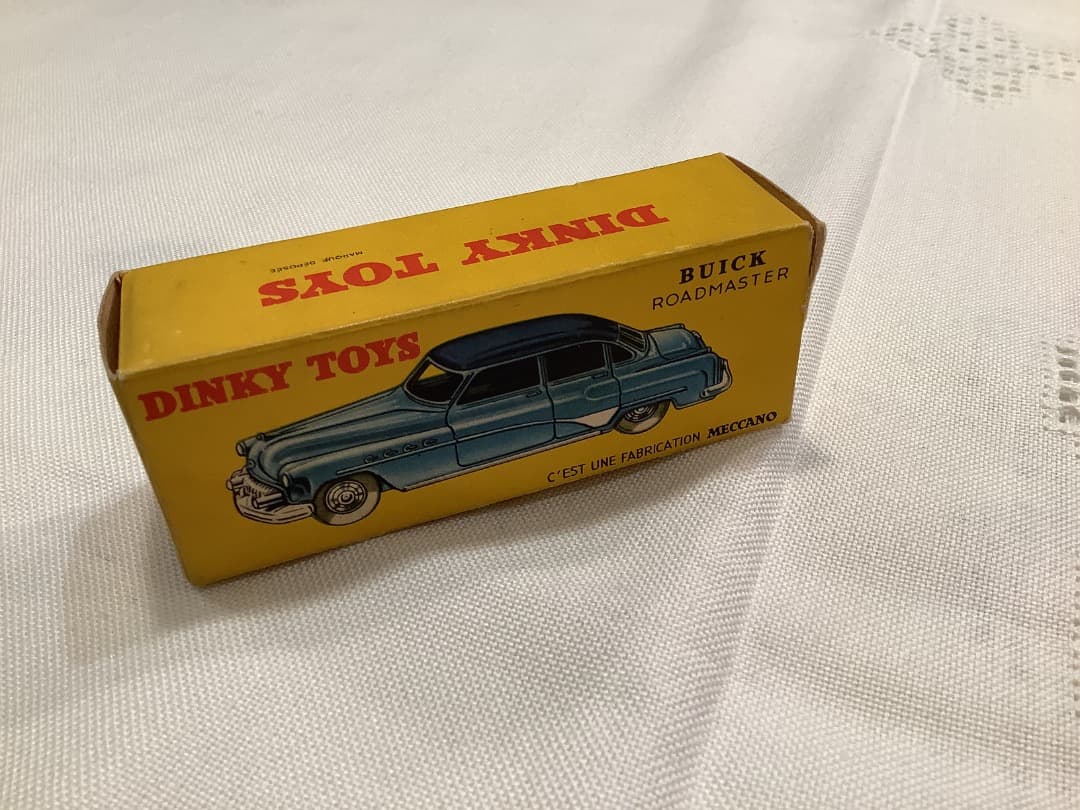 DINKY TOYS
MARQUE DÉPOSÉE
DINKY TOYS
BUICK
ROADMASTER
C'EST UNE FABRICATION MECCANO